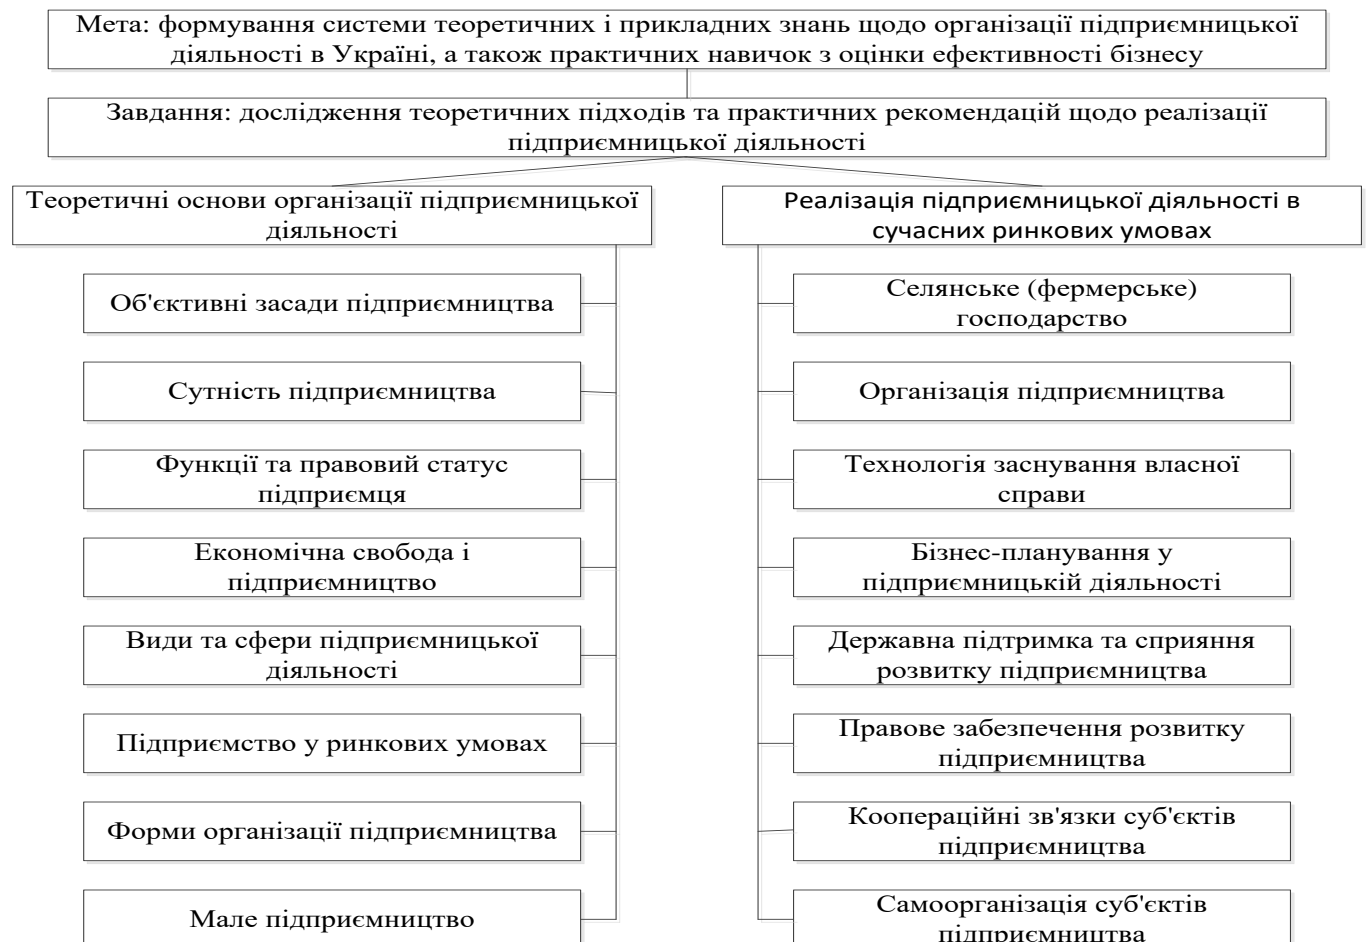 Мета: формування системи теоретичних і прикладних знань щодо організації підприємницької
діяльності в Україні, а також практичних навичок з оцінки ефективності бізнесу
Завдання: дослідження теоретичних підходів та практичних рекомендацій щодо реалізації
підприємницької діяльності
Теоретичні основи організації підприємницької
діяльності
Об'єктивні засади підприємництва
Сутність підприємництва
Функції та правовий статус
підприємця
Економічна свобода і
підприємництво
Види та сфери підприємницької
діяльності
Підприємство у ринкових умовах
Форми організації підприємництва
Мале підприємництво
Реалізація підприємницької діяльності в
сучасних ринкових умовах
Селянське (фермерське)
господарство
Організація підприємництва
Технологія заснування власної
справи
Бізнес-планування у
підприємницькій діяльності
Державна підтримка та сприяння
розвитку підприємництва
Правове забезпечення розвитку
підприємництва
Коопераційні зв'язки суб'єктів
підприємництва
Самоорганізація суб'єктів
підприємництва